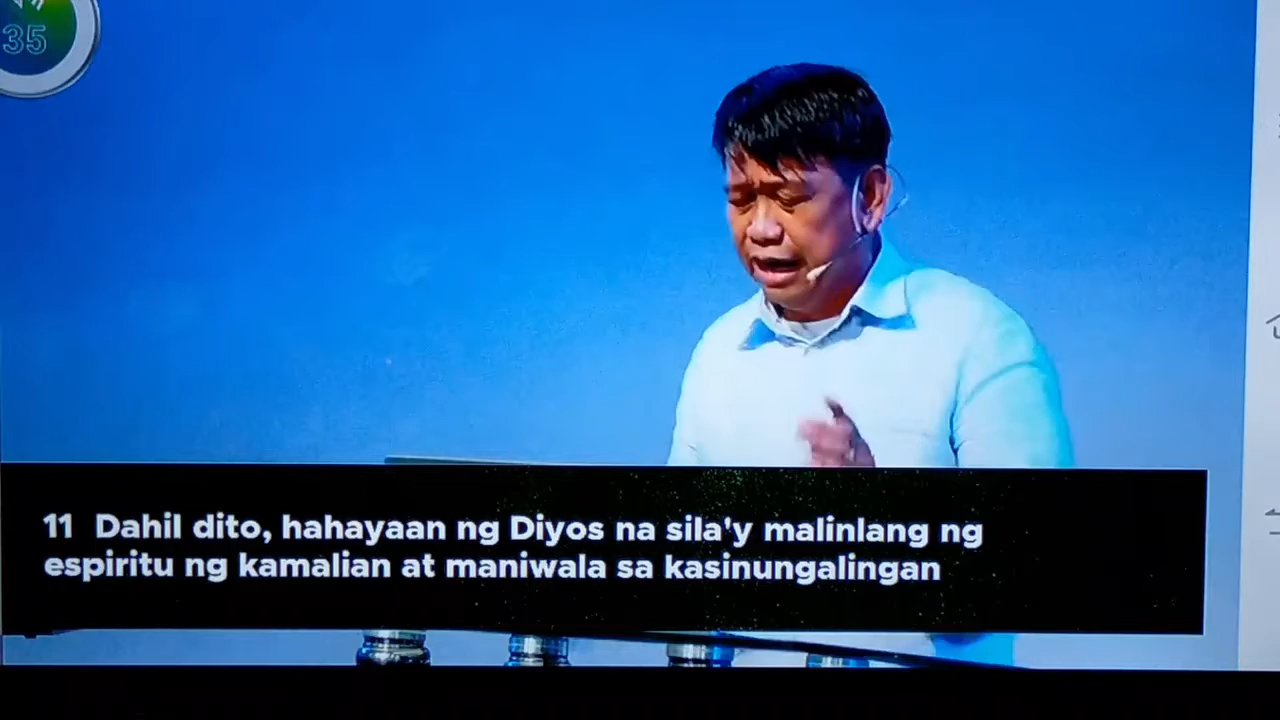 35
11 Dahil dito, hahayaan ng Diyos na sila'y malinlang ng
espiritu ng kamalian at maniwala sa kasinungalingan